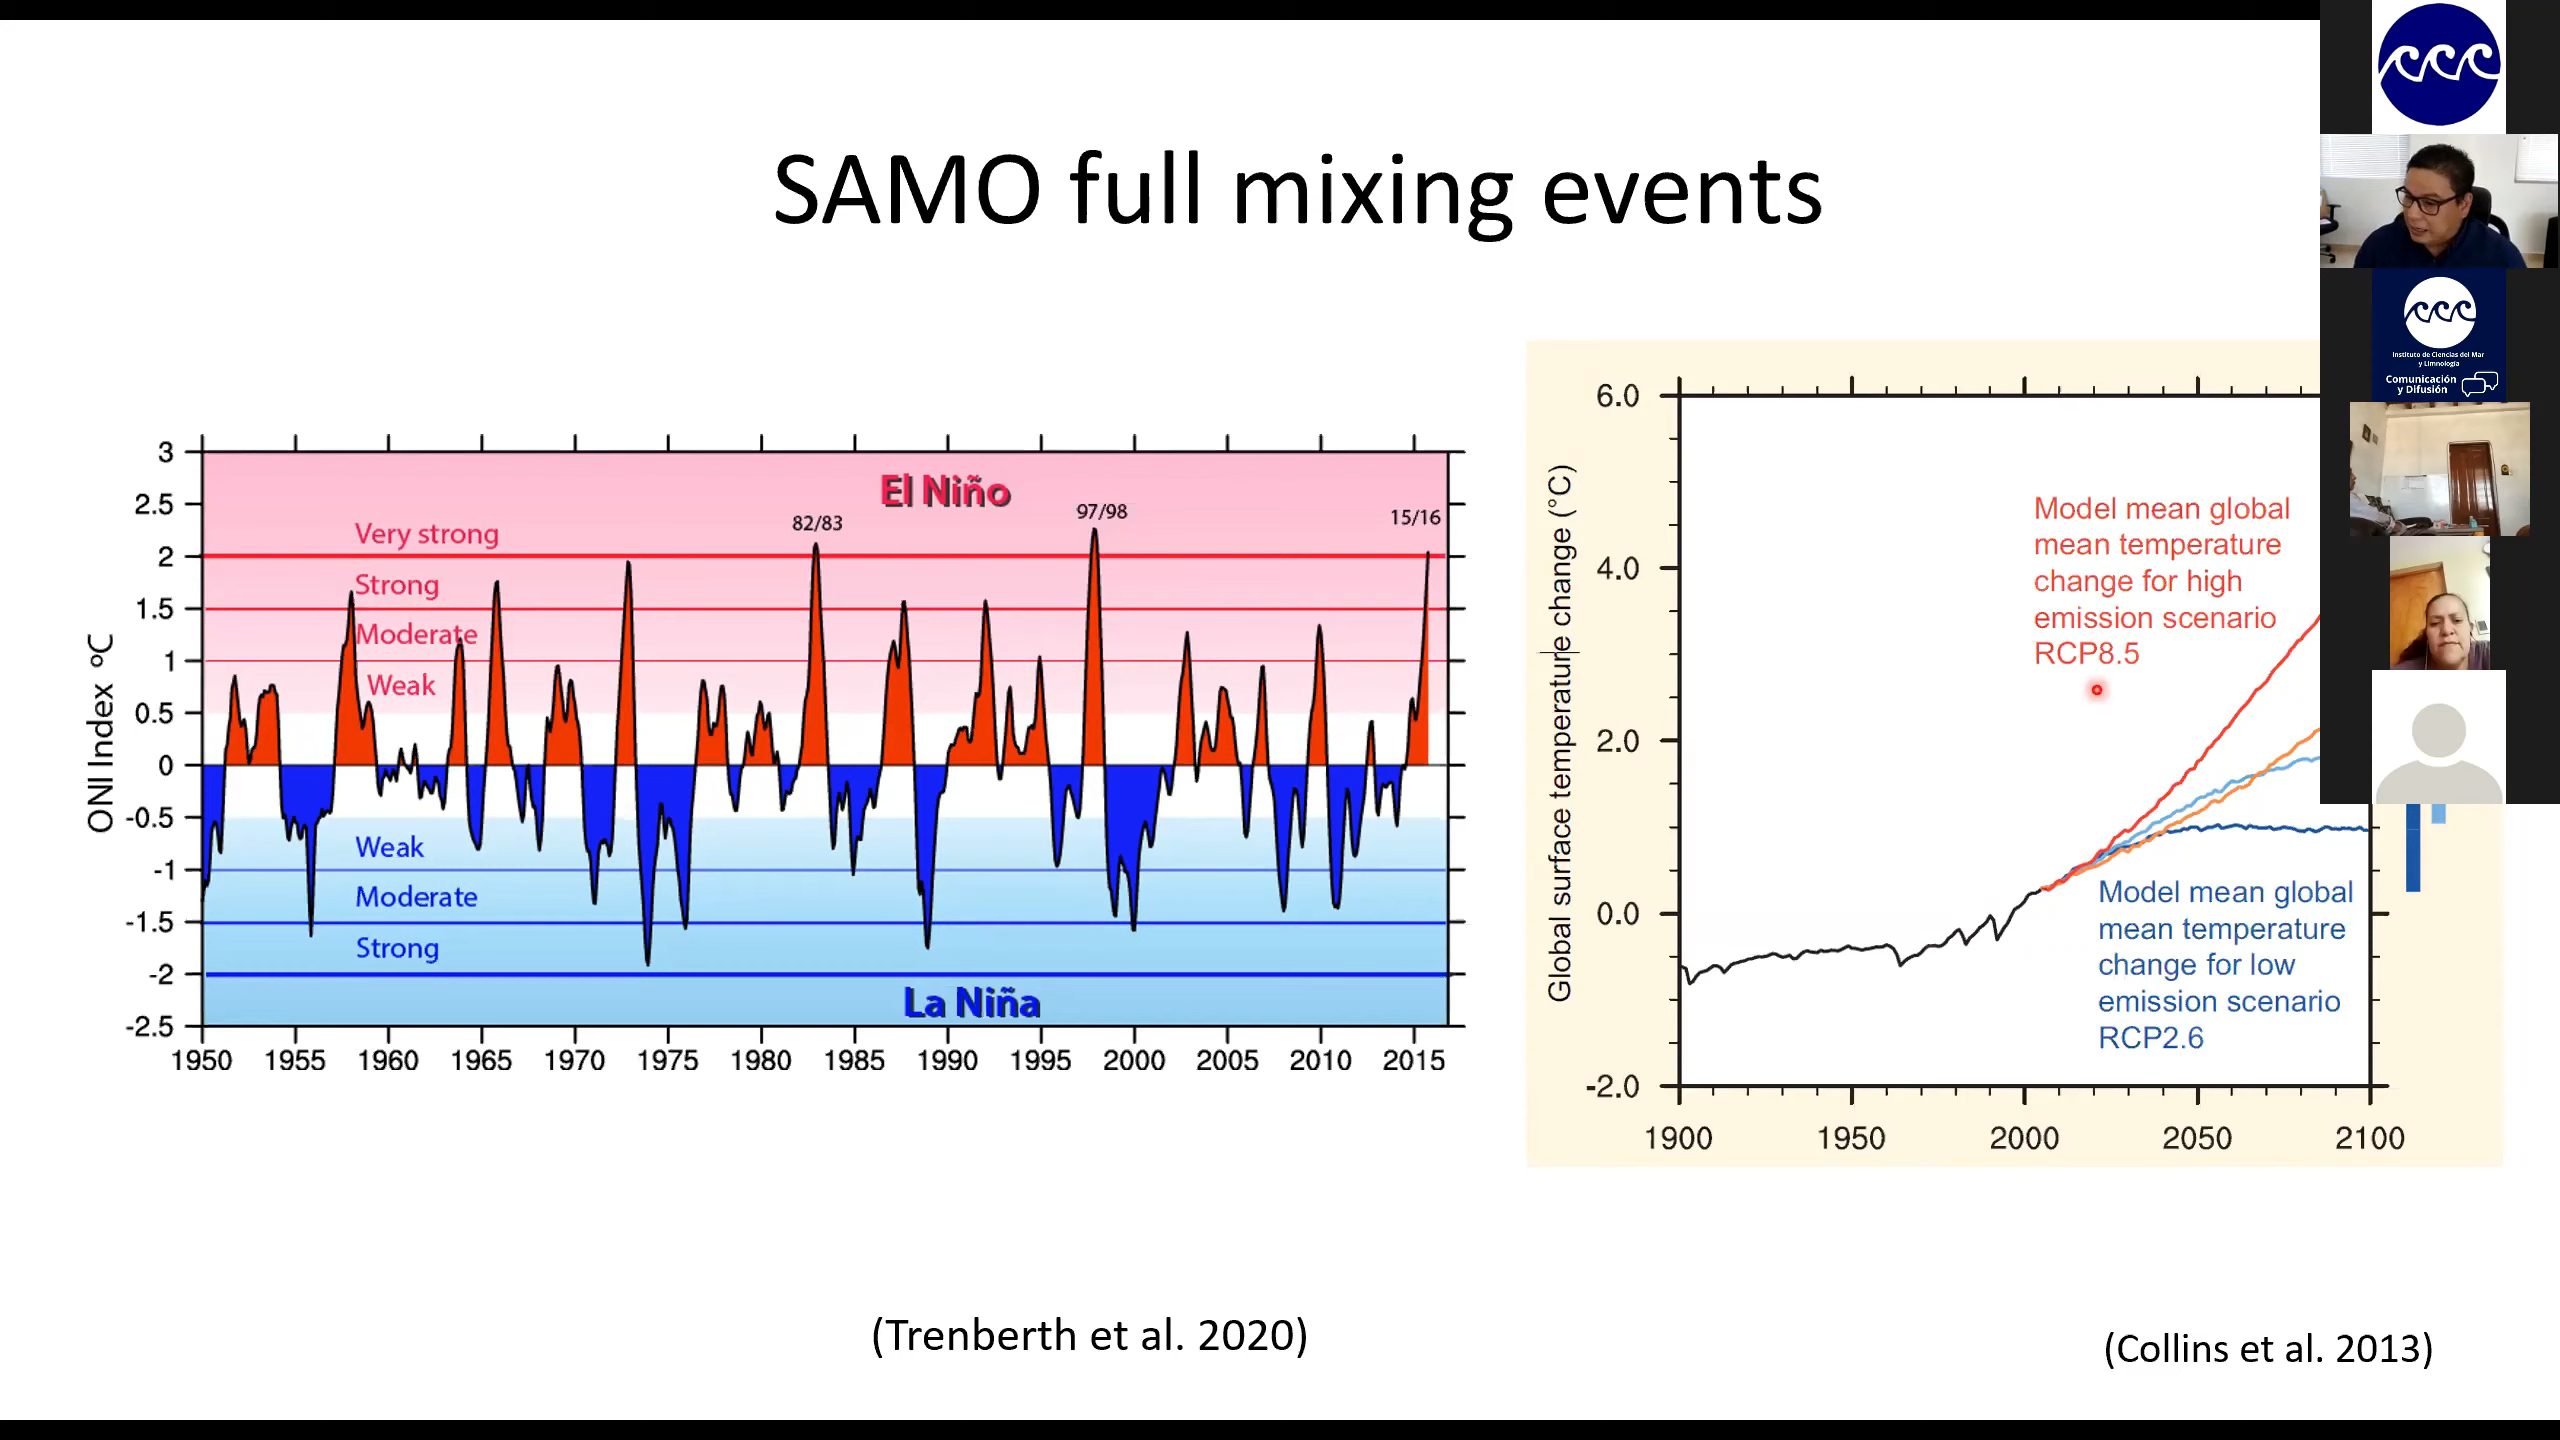 SAMO full mixing events
El Niño
82/83
97/98
15/16
Very strong
Strong
Moderate
Weak
Weak
Moderate
Strong
La Niña
ONI Index ºC
3
2.5
2
1.5
1
0.5
0
-0.5
-1
-1.5
-2
-2.5
1950 1955 1960 1965 1970 1975 1980 1985 1990 1995 2000 2005 2010 2015
(Trenberth et al. 2020)
Global surface temperature change (°C)
6.0
4.0
2.0
0.0
-2.0
1900 1950 2000 2050 2100
Model mean global
mean temperature
change for high
emission scenario
RCP8.5
Model mean global
mean temperature
change for low
emission scenario
RCP2.6
(Collins et al. 2013)
Instituto de Ciencias del Mar
y Limnología
Comunicación
y Difusión